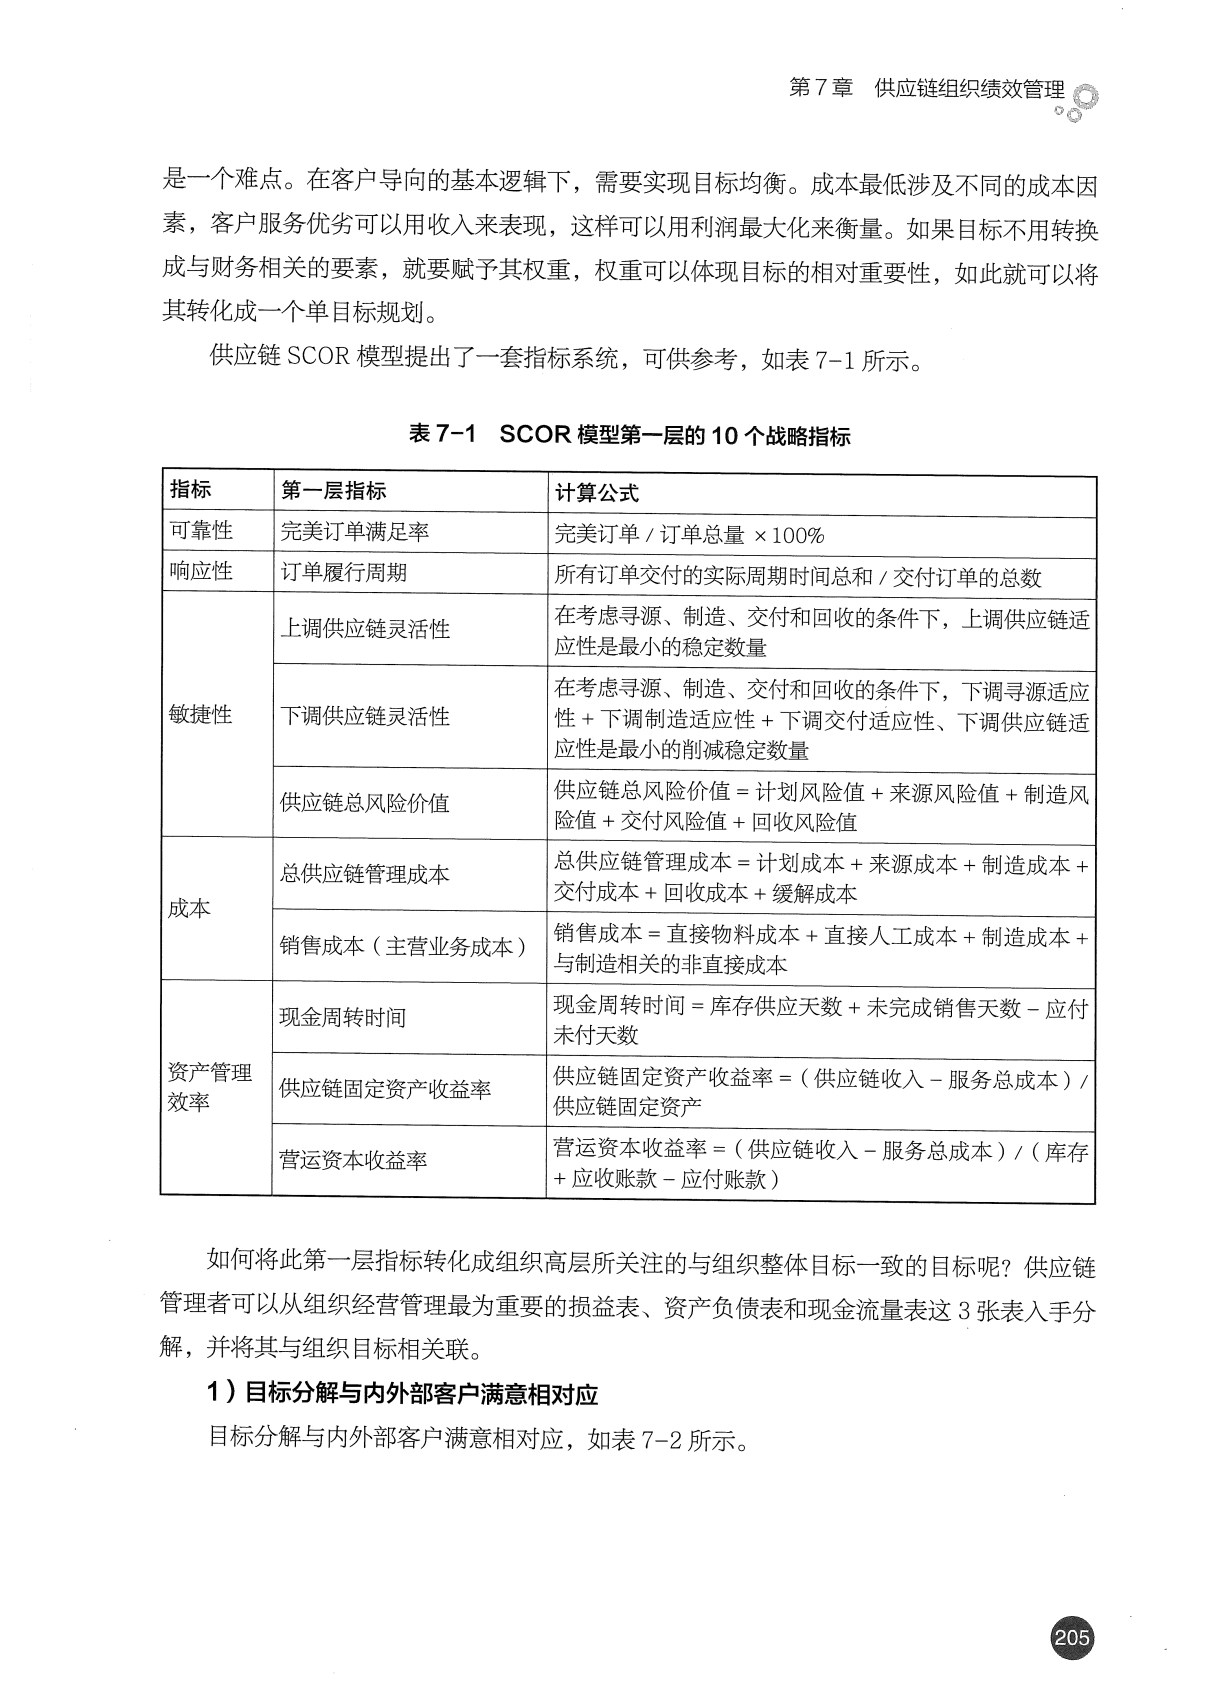 第7章 供应链组织绩效管理
是一个难点。在客户导向的基本逻辑下，需要实现目标均衡。成本最低涉及不同的成本因
素，客户服务优劣可以用收入来表现，这样可以用利润最大化来衡量。如果目标不用转换
成与财务相关的要素，就要赋予其权重，权重可以体现目标的相对重要性，如此就可以将
其转化成一个单目标规划。
供应链 SCOR 模型提出了一套指标系统，可供参考，如表 7-1 所示。
表 7-1 SCOR 模型第一层的 10 个战略指标
指标 第一层指标 计算公式
可靠性 完美订单满足率 完美订单 / 订单总量 ×100%
响应性 订单履行周期 所有订单交付的实际周期时间总和 / 交付订单的总数
敏捷性
上调供应链灵活性
在考虑寻源、制造、交付和回收的条件下，上调供应链适
应性是最小的稳定数量
下调供应链灵活性
在考虑寻源、制造、交付和回收的条件下，下调寻源适应
性 + 下调制造适应性 + 下调交付适应性、下调供应链适
应性是最小的削减稳定数量
供应链总风险价值
供应链总风险价值 = 计划风险值 + 来源风险值 + 制造风
险值 + 交付风险值 + 回收风险值
成本
总供应链管理成本
总供应链管理成本 = 计划成本 + 来源成本 + 制造成本 +
交付成本 + 回收成本 + 缓解成本
销售成本（主营业务成本）
销售成本 = 直接物料成本 + 直接人工成本 + 制造成本 +
与制造相关的非直接成本
资产管理
效率
现金周转时间
现金周转时间 = 库存供应天数 + 未完成销售天数 - 应付
未付天数
供应链固定资产收益率
供应链固定资产收益率 =（供应链收入 - 服务总成本）/
供应链固定资产
营运资本收益率
营运资本收益率 =（供应链收入 - 服务总成本）/（库存
+ 应收账款 - 应付账款）
如何将此第一层指标转化成组织高层所关注的与组织整体目标一致的目标呢？供应链
管理者可以从组织经营管理最为重要的损益表、资产负债表和现金流量表这 3 张表入手分
解，并将其与组织目标相关联。
1）目标分解与内外部客户满意相对应
目标分解与内外部客户满意相对应，如表 7-2 所示。
205